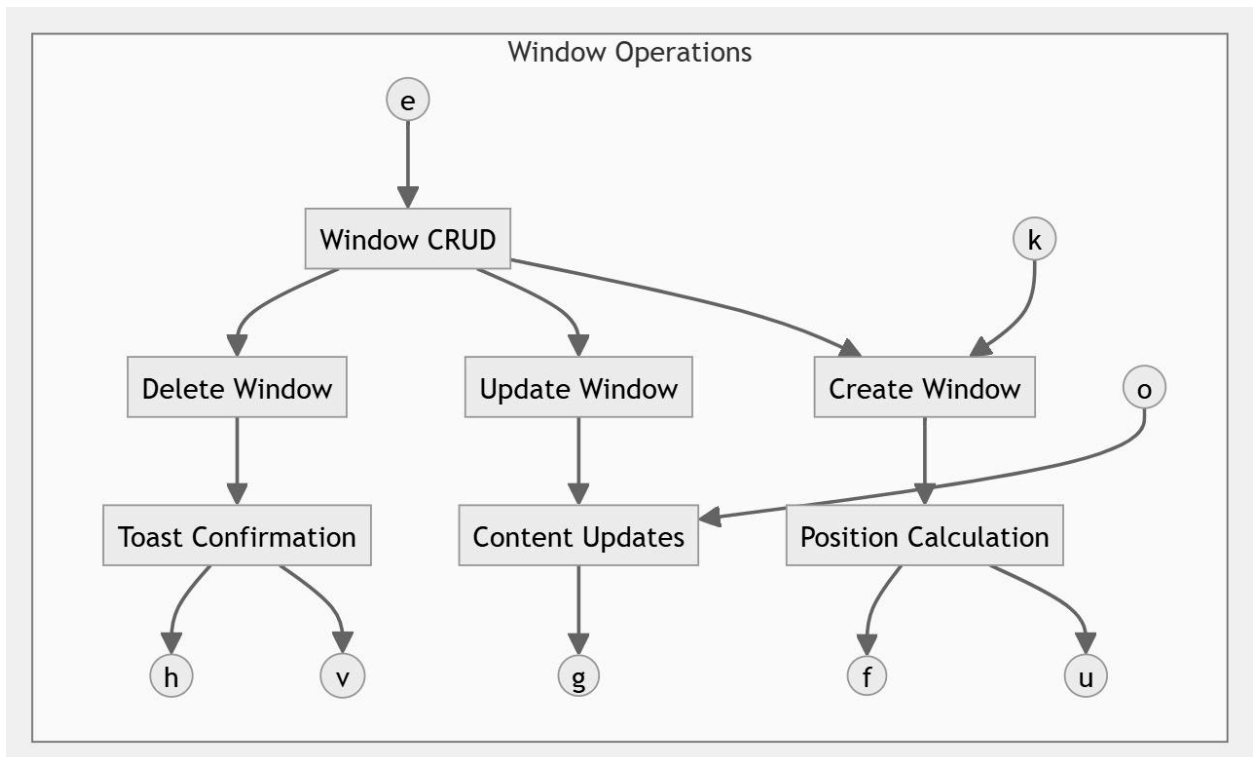 Window Operations
e
Window CRUD
k
Delete Window
Update Window
Create Window
o
Toast Confirmation
Content Updates
Position Calculation
h
v
g
f
u